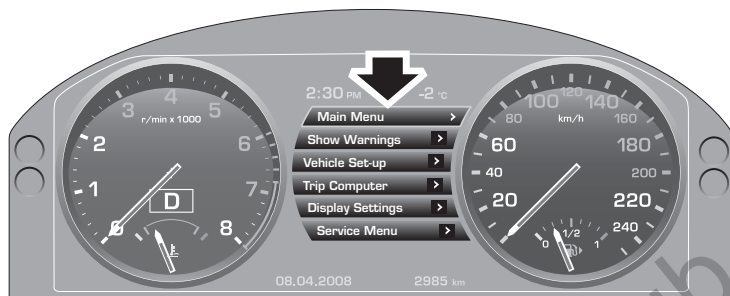 2:30 PM -2 °C
Main Menu >
Show Warnings >
Vehicle Set-up >
Trip Computer >
Display Settings >
Service Menu >
08.04.2008 2985 km
r/min x 1000
0 1 2 3 4 5 6 7 8
D
km/h
20 40 60 80 100 120 140 160 180 200 220 240
0 1/2 1